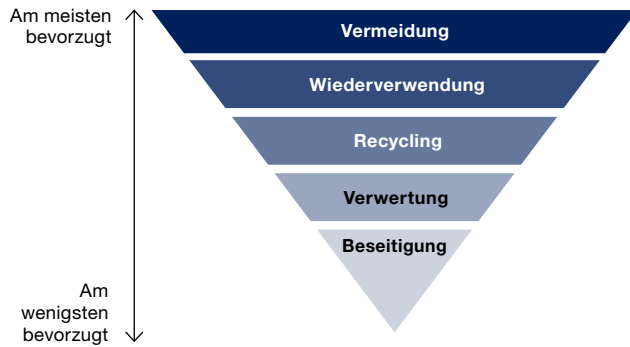 Am meisten
bevorzugt
Vermeidung
Wiederverwendung
Recycling
Verwertung
Beseitigung
Am
wenigsten
bevorzugt